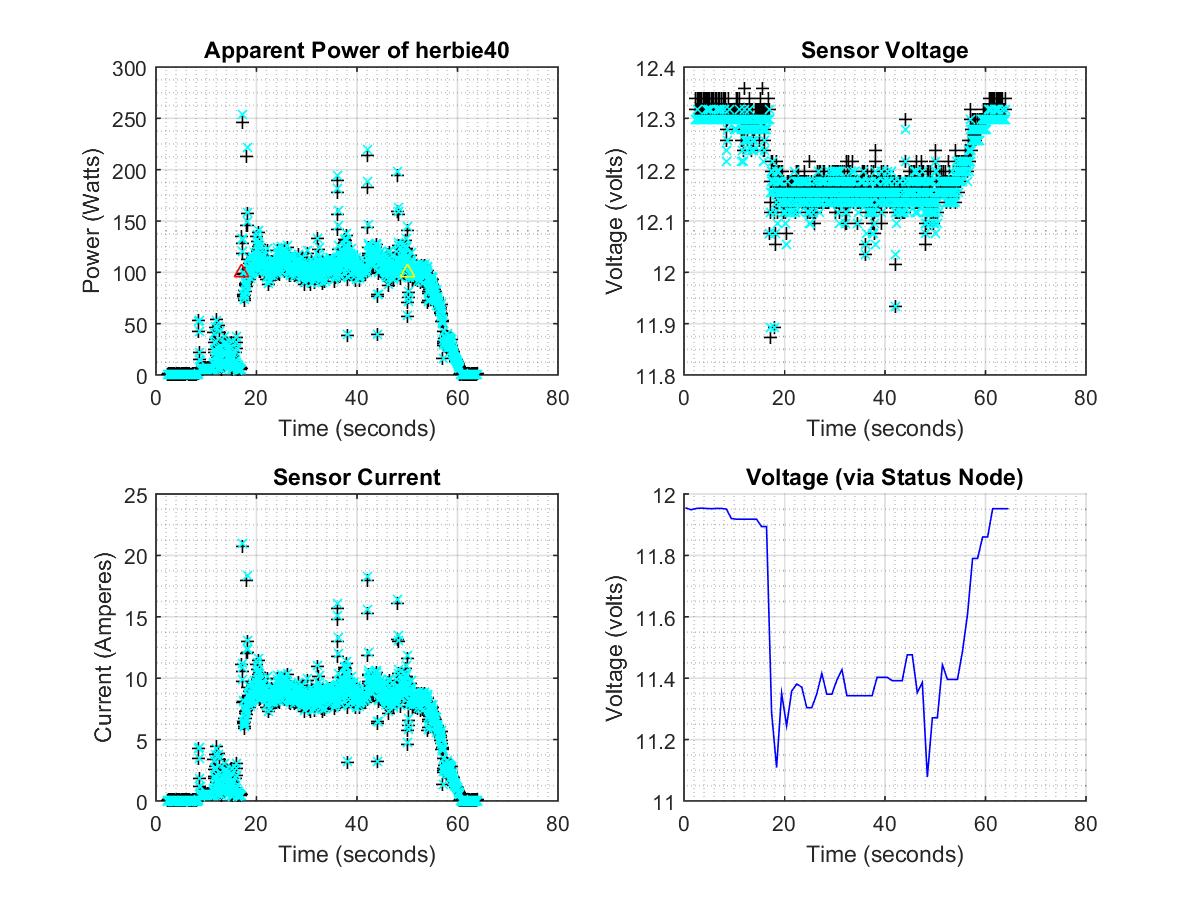 Apparent Power of herbie40
300
250
200
150
100
50
0
Power (Watts)
0 20 40 60 80
Time (seconds)
Sensor Voltage
12.4
12.3
12.2
12.1
12
11.9
11.8
Voltage (volts)
0 20 40 60 80
Time (seconds)
Sensor Current
25
20
15
10
5
0
Current (Amperes)
0 20 40 60 80
Time (seconds)
Voltage (via Status Node)
12
11.8
11.6
11.4
11.2
11
Voltage (volts)
0 20 40 60 80
Time (seconds)